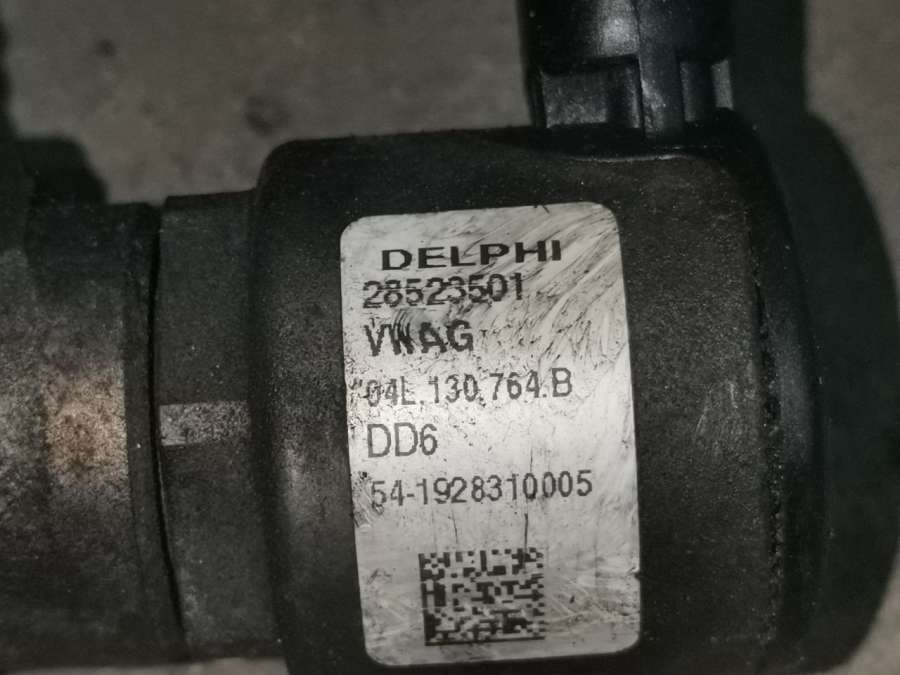 DELPHI
28523501
VWAG
04L.130.764.B
DD6
54-1928310005